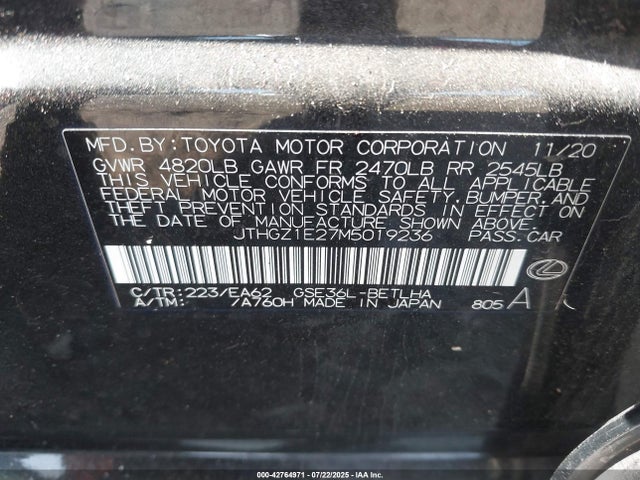 MFD.BY:TOYOTA MOTOR CORPORATION 11/20
GVWR 4820LB GAWR FR 2470LB RR 2545LB
THIS VEHICLE CONFORMS TO ALL APPLICABLE
FEDERAL MOTOR VEHICLE SAFETY, BUMPER, AND
THEFT PREVENTION STANDARDS IN EFFECT ON
THE DATE OF MANUFACTURE SHOWN ABOVE.
JTHGZ1E27M5019236 PASS.CAR
C/TR:223/EA62 GSE36L-BETLHA
A/TM: /A760H MADE IN JAPAN 805 A
000-42764971 - 07/22/2025 - IAA Inc.